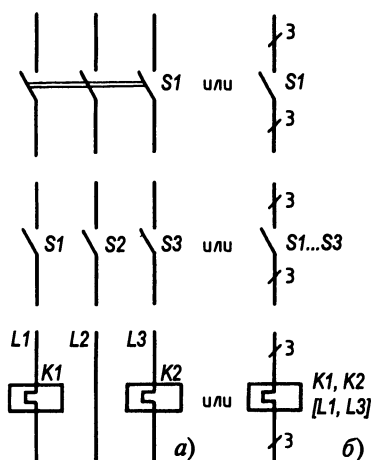 3
S1 или S1
3
3
S1 S2 S3 или S1...S3
3
L1 L2 L3
3
K1 K2 или K1, K2
[L1, L3]
а) 3 б)